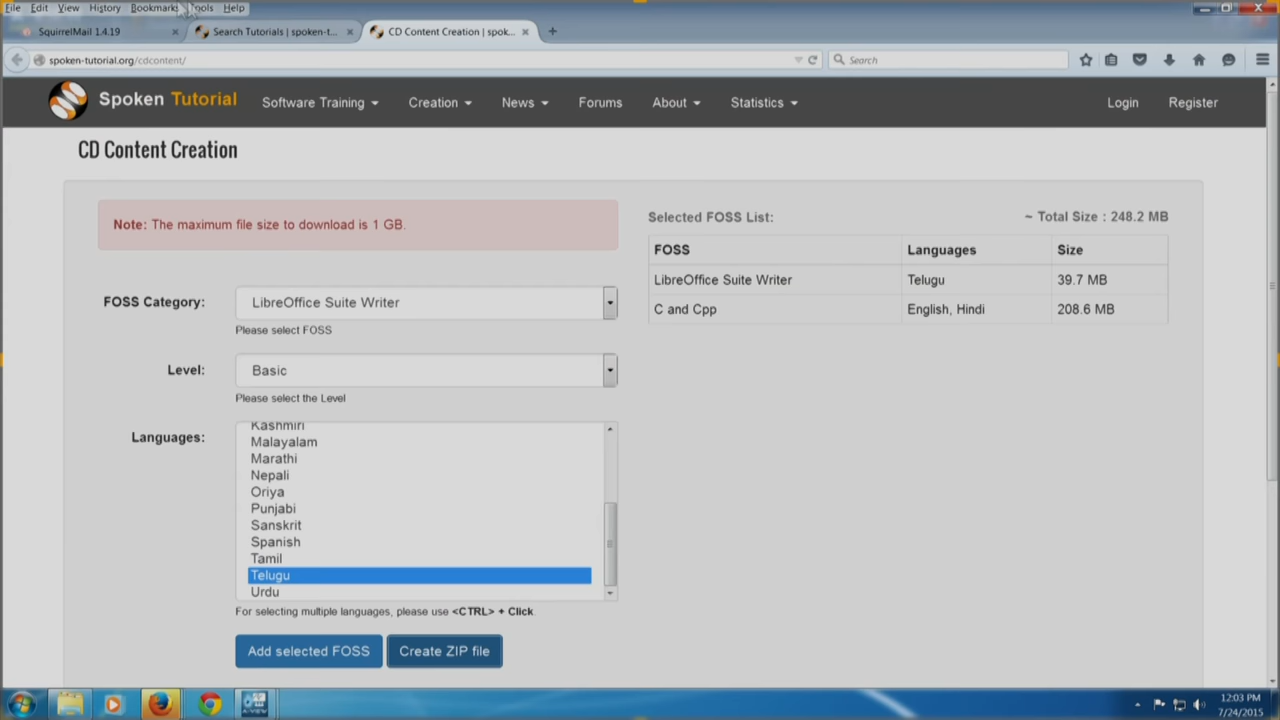 File Edit View History Bookmarks Tools Help
SquirrelMail 1.4.19
Search Tutorials | spoken-t...
CD Content Creation | spok...
spoken-tutorial.org/cdcontent/
Search
Spoken Tutorial
Software Training
Creation
News
Forums
About
Statistics
Login
Register
CD Content Creation
Note: The maximum file size to download is 1 GB.
Selected FOSS List:
~ Total Size : 248.2 MB
FOSS Languages Size
LibreOffice Suite Writer Telugu 39.7 MB
C and Cpp English, Hindi 208.6 MB
FOSS Category: LibreOffice Suite Writer
Please select FOSS
Level: Basic
Please select the Level
Languages:
Kashmiri
Malayalam
Marathi
Nepali
Oriya
Punjabi
Sanskrit
Spanish
Tamil
Telugu
Urdu
For selecting multiple languages, please use <CTRL> + Click.
Add selected FOSS
Create ZIP file
12:03 PM
7/24/2015